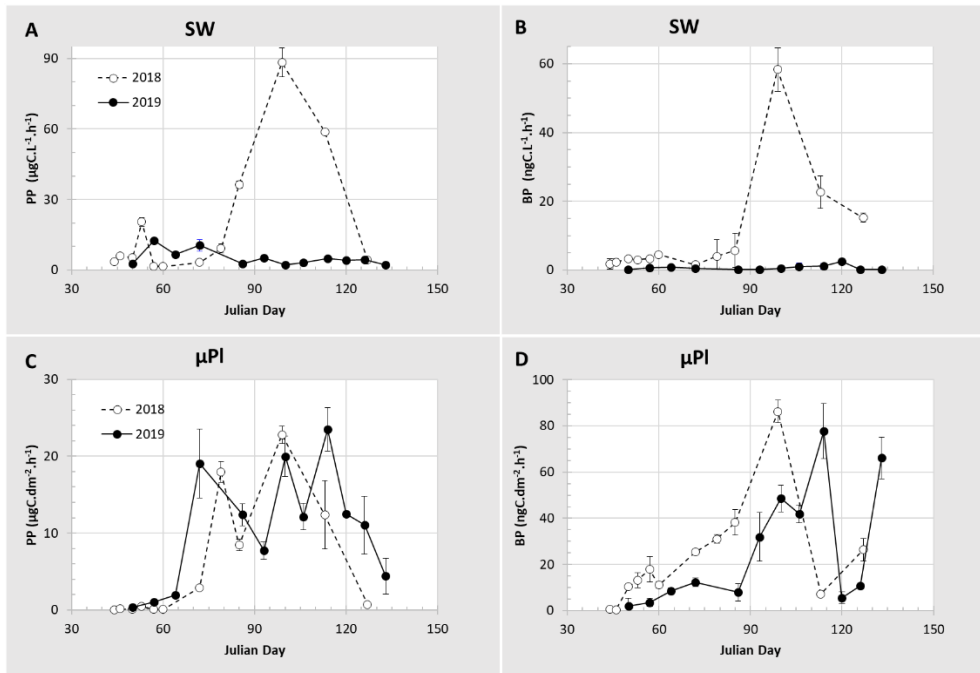 A
SW
PP (µgC.L⁻¹.h⁻¹)
90
60
30
0
2018
2019
30
60
90
120
150
Julian Day
B
SW
BP (ngC.L⁻¹.h⁻¹)
60
40
20
0
30
60
90
120
150
Julian Day
C
µPl
PP (µgC.dm⁻².h⁻¹)
30
20
10
0
2018
2019
30
60
90
120
150
Julian Day
D
µPl
BP (ngC.dm⁻².h⁻¹)
100
80
60
40
20
0
30
60
90
120
150
Julian Day